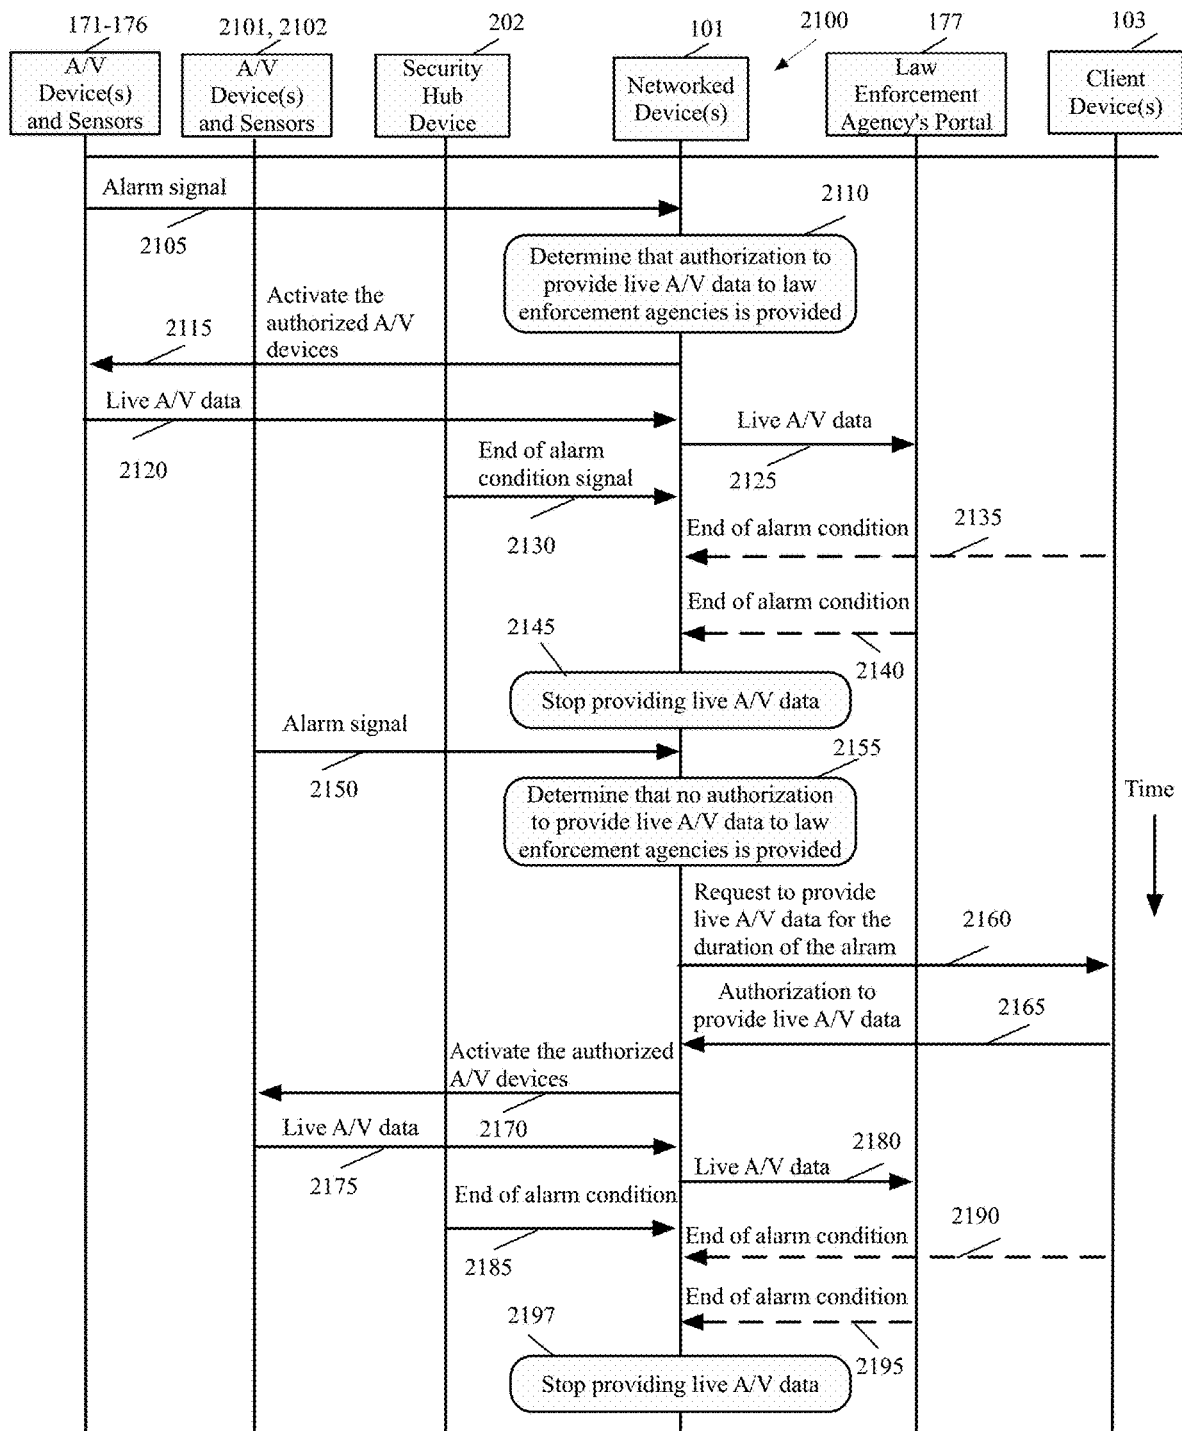 171-176
2101, 2102
202
101
2100
177
103
A/V
Device(s)
and Sensors
A/V
Device(s)
and Sensors
Security
Hub
Device
Networked
Device(s)
Law
Enforcement
Agency's Portal
Client
Device(s)
Alarm signal
2105
2110
Determine that authorization to
provide live A/V data to law
enforcement agencies is provided
Activate the
authorized A/V
devices
2115
Live A/V data
2120
Live A/V data
2125
End of alarm
condition signal
2130
End of alarm condition
2135
End of alarm condition
2140
2145
Stop providing live A/V data
Alarm signal
2150
2155
Determine that no authorization
to provide live A/V data to law
enforcement agencies is provided
Time
Request to provide
live A/V data for the
duration of the alram
2160
Authorization to
provide live A/V data
2165
Activate the authorized
A/V devices
2170
Live A/V data
2175
Live A/V data
2180
End of alarm condition
2185
End of alarm condition
2190
End of alarm condition
2195
2197
Stop providing live A/V data